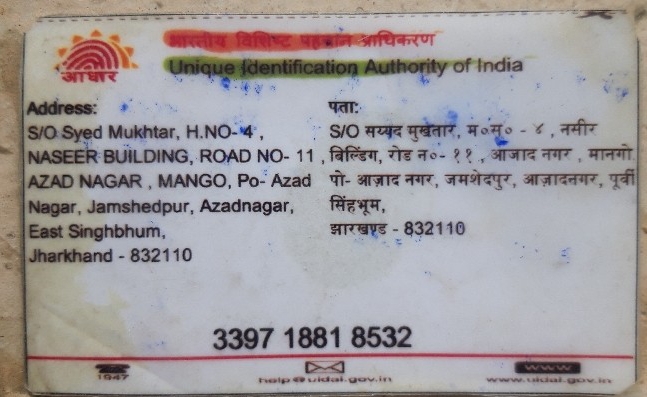 भारतीय विशिष्ट पहचान प्राधिकरण
आधार
Unique Identification Authority of India
Address:
S/O Syed Mukhtar, H.NO- 4 ,
NASEER BUILDING, ROAD NO- 11 ,
AZAD NAGAR , MANGO, Po- Azad
Nagar, Jamshedpur, Azadnagar,
East Singhbhum,
Jharkhand - 832110
पता:
S/O सय्यद मुखतार, म०स० - ४ , नसीर
बिल्डिंग, रोड न०- ११ , आजाद नगर , मानगो
पो- आज़ाद नगर, जमशेदपुर, आज़ादनगर, पूर्वी
सिंहभूम,
झारखण्ड - 832110
3397 1881 8532
1947
help@uidai.gov.in
WWW
www.uidai.gov.in